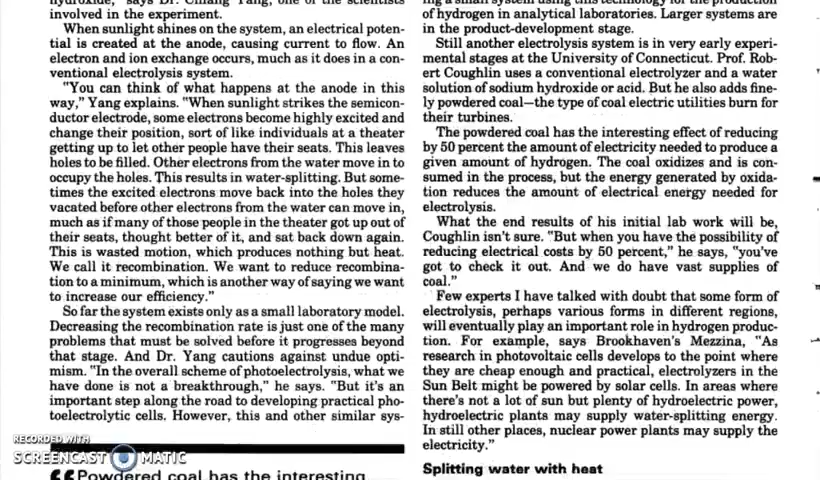 hydroxide," says Dr. Chiang Yang, one of the scientists
involved in the experiment.
When sunlight shines on the system, an electrical poten-
tial is created at the anode, causing current to flow. An
electron and ion exchange occurs, much as it does in a con-
ventional electrolysis system.
"You can think of what happens at the anode in this
way," Yang explains. "When sunlight strikes the semicon-
ductor electrode, some electrons become highly excited and
change their position, sort of like individuals at a theater
getting up to let other people have their seats. This leaves
holes to be filled. Other electrons from the water move in to
occupy the holes. This results in water-splitting. But some-
times the excited electrons move back into the holes they
vacated before other electrons from the water can move in,
much as if many of those people in the theater got up out of
their seats, thought better of it, and sat back down again.
This is wasted motion, which produces nothing but heat.
We call it recombination. We want to reduce recombina-
tion to a minimum, which is another way of saying we want
to increase our efficiency."
So far the system exists only as a small laboratory model.
Decreasing the recombination rate is just one of the many
problems that must be solved before it progresses beyond
that stage. And Dr. Yang cautions against undue opti-
mism. "In the overall scheme of photoelectrolysis, what we
have done is not a breakthrough," he says. "But it's an
important step along the road to developing practical pho-
toelectrolytic cells. However, this and other similar sys-
RECORDED WITH
SCREENCAST MATIC
"Powdered coal has the interesting
ing a small system using this technology for the production
of hydrogen in analytical laboratories. Larger systems are
in the product-development stage.
Still another electrolysis system is in very early experi-
mental stages at the University of Connecticut. Prof. Rob-
ert Coughlin uses a conventional electrolyzer and a water
solution of sodium hydroxide or acid. But he also adds fine-
ly powdered coal—the type of coal electric utilities burn for
their turbines.
The powdered coal has the interesting effect of reducing
by 50 percent the amount of electricity needed to produce a
given amount of hydrogen. The coal oxidizes and is con-
sumed in the process, but the energy generated by oxida-
tion reduces the amount of electrical energy needed for
electrolysis.
What the end results of his initial lab work will be,
Coughlin isn't sure. "But when you have the possibility of
reducing electrical costs by 50 percent," he says, "you've
got to check it out. And we do have vast supplies of
coal."
Few experts I have talked with doubt that some form of
electrolysis, perhaps various forms in different regions,
will eventually play an important role in hydrogen produc-
tion. For example, says Brookhaven's Mezzina, "As
research in photovoltaic cells develops to the point where
they are cheap enough and practical, electrolyzers in the
Sun Belt might be powered by solar cells. In areas where
there's not a lot of sun but plenty of hydroelectric power,
hydroelectric plants may supply water-splitting energy.
In still other places, nuclear power plants may supply the
electricity."
Splitting water with heat